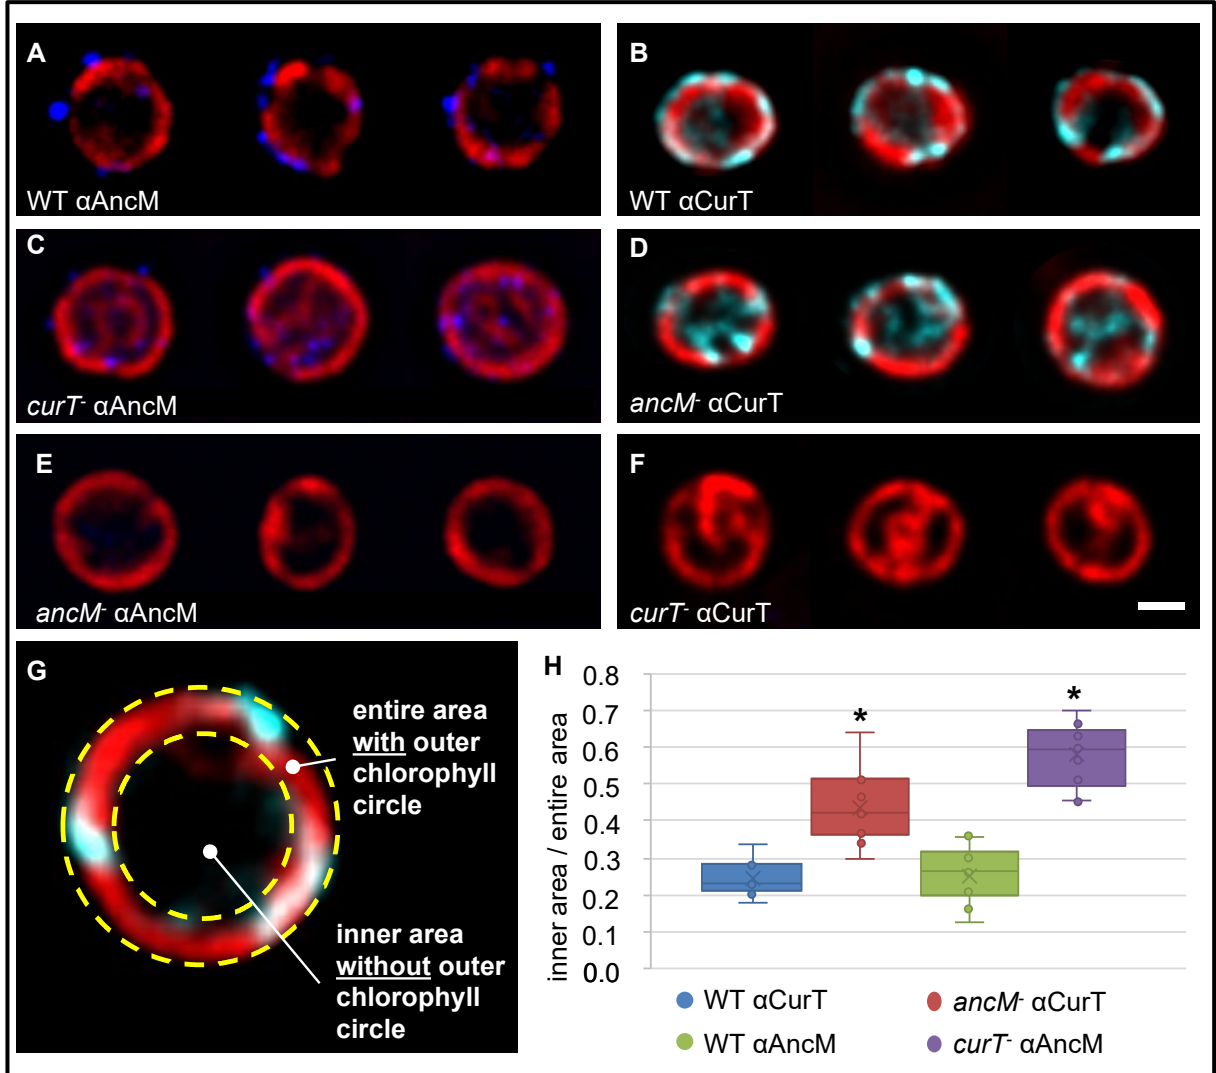 A
WT αAncM
B
WT αCurT
C
curT- αAncM
D
ancM- αCurT
E
ancM- αAncM
F
curT- αCurT
G
entire area
with outer
chlorophyll
circle
inner area
without outer
chlorophyll
circle
H
inner area / entire area
0.8
0.7
0.6
0.5
0.4
0.3
0.2
0.1
0.0
*
*
WT αCurT
ancM- αCurT
WT αAncM
curT- αAncM